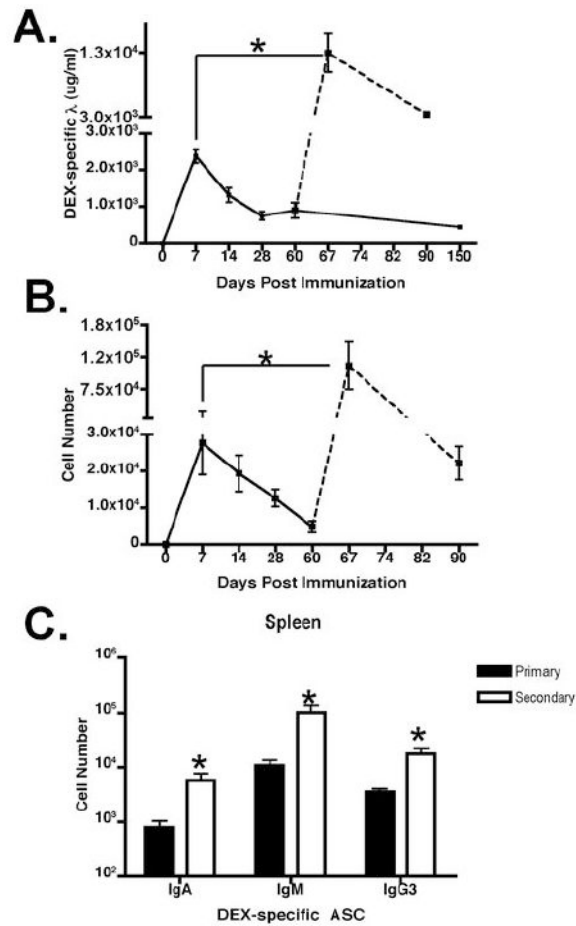 A.
*
1.3x10⁴
3.0x10³
3.0x10³
2.0x10³
1.0x10³
0
DEX-specific λ (ug/ml)
0 7 14 28 60 67 74 82 90 150
Days Post Immunization
B.
*
1.8x10⁵
1.2x10⁵
7.5x10⁴
3.0x10⁴
2.0x10⁴
1.0x10⁴
0
Cell Number
0 7 14 28 60 67 74 82 90
Days Post Immunization
C.
Spleen
10⁶
10⁵
10⁴
10³
10²
Cell Number
* * *
Primary
Secondary
IgA IgM IgG3
DEX-specific ASC